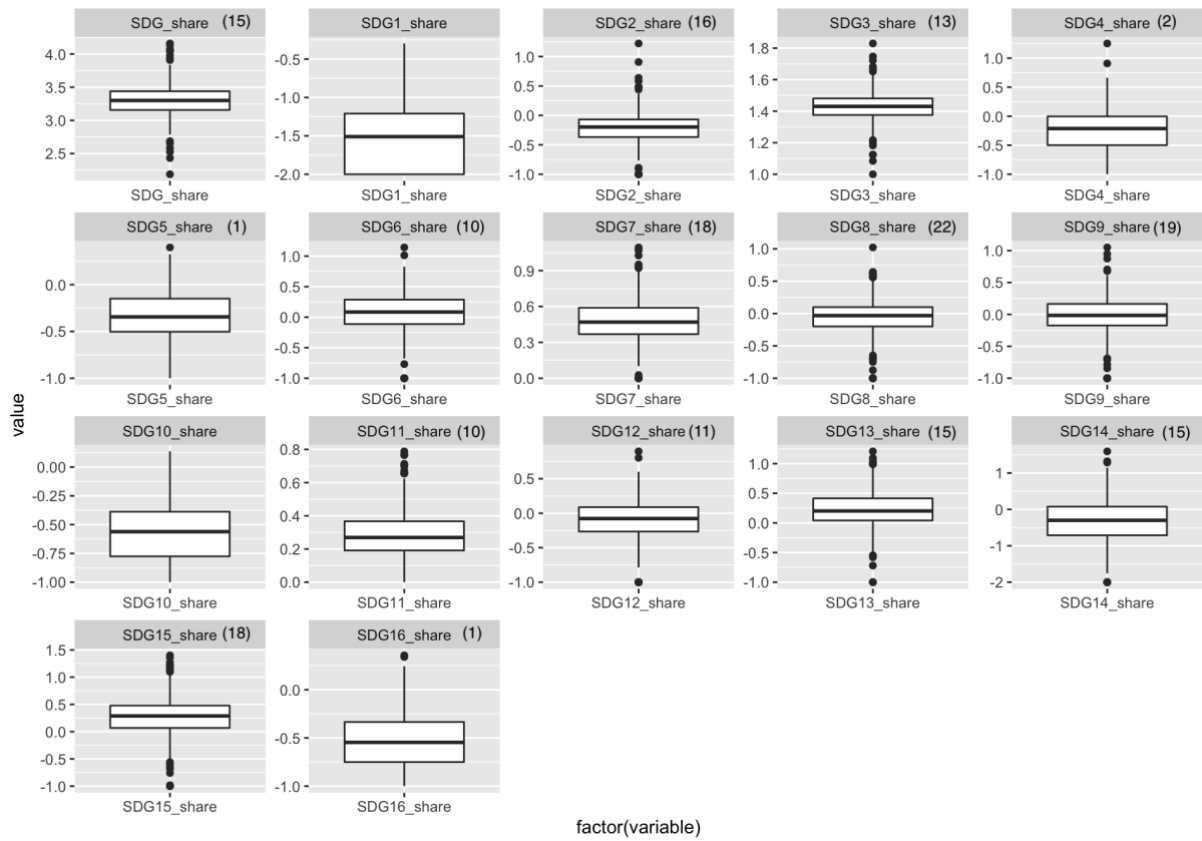 SDG_share (15)
SDG1_share
SDG2_share (16)
SDG3_share (13)
SDG4_share (2)
4.0
3.5
3.0
2.5
-0.5
-1.0
-1.5
-2.0
1.0
0.5
0.0
-0.5
-1.0
1.8
1.6
1.4
1.2
1.0
1.0
0.5
0.0
-0.5
-1.0
SDG_share
SDG1_share
SDG2_share
SDG3_share
SDG4_share
SDG5_share (1)
SDG6_share (10)
SDG7_share (18)
SDG8_share (22)
SDG9_share (19)
0.0
-0.5
-1.0
1.0
0.5
0.0
-0.5
-1.0
0.9
0.6
0.3
0.0
1.0
0.5
0.0
-0.5
-1.0
1.0
0.5
0.0
-0.5
-1.0
SDG5_share
SDG6_share
SDG7_share
SDG8_share
SDG9_share
value
SDG10_share
SDG11_share (10)
SDG12_share (11)
SDG13_share (15)
SDG14_share (15)
0.00
-0.25
-0.50
-0.75
-1.00
0.8
0.6
0.4
0.2
0.0
0.5
0.0
-0.5
-1.0
1.0
0.5
0.0
-0.5
-1.0
1
0
-1
-2
SDG10_share
SDG11_share
SDG12_share
SDG13_share
SDG14_share
SDG15_share (18)
SDG16_share (1)
1.5
1.0
0.5
0.0
-0.5
-1.0
0.0
-0.5
-1.0
SDG15_share
SDG16_share
factor(variable)